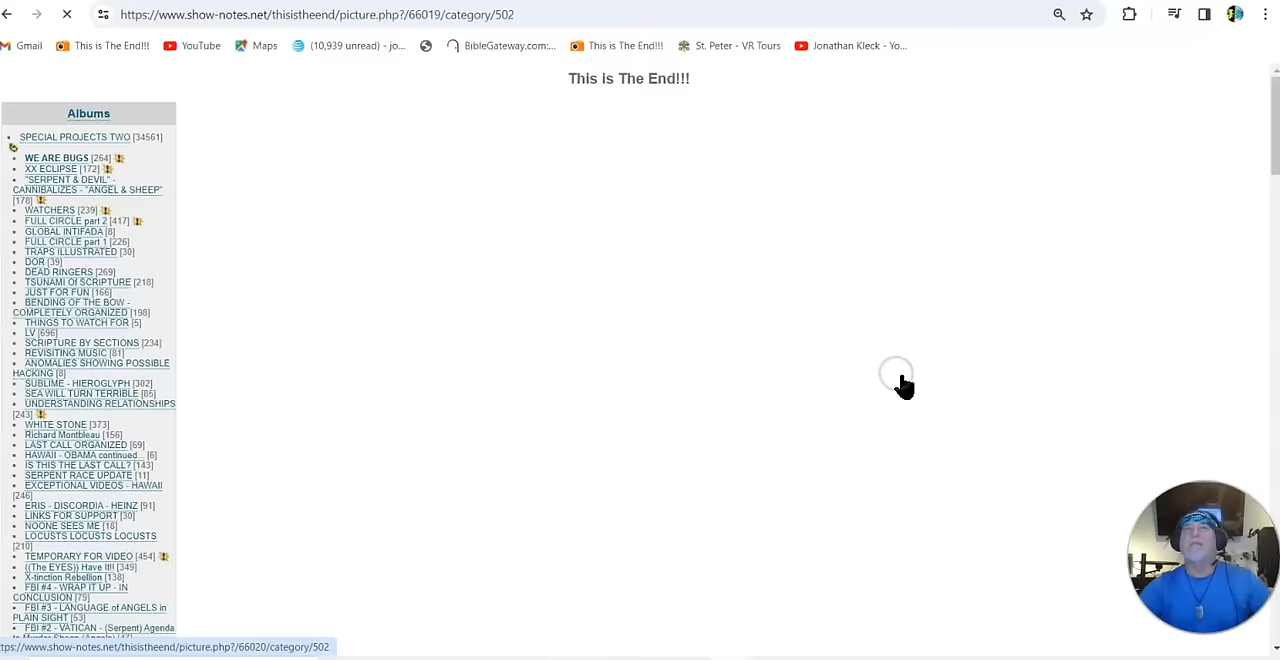 https://www.show-notes.net/thisistheend/picture.php?/66019/category/502
Gmail This is The End!!! YouTube Maps (10,939 unread) - jo... BibleGateway.com:... This is The End!!! St. Peter - VR Tours Jonathan Kleck - Yo...
This is The End!!!
Albums
SPECIAL PROJECTS TWO [34561]
WE ARE BUGS [264]
XX ECLIPSE [172]
"SERPENT & DEVIL" -
CANNIBALIZES - "ANGEL & SHEEP"
[178]
WATCHERS [239]
FULL CIRCLE part 2 [417]
GLOBAL INTIFADA [8]
FULL CIRCLE part 1 [226]
TRAPS ILLUSTRATED [30]
DOR [39]
DEAD RINGERS [269]
TSUNAMI Of SCRIPTURE [218]
JUST FOR FUN [166]
BENDING OF THE BOW -
COMPLETELY ORGANIZED [198]
THINGS TO WATCH FOR [5]
LV [696]
SCRIPTURE BY SECTIONS [234]
REVISITING MUSIC [81]
ANOMALIES SHOWING POSSIBLE
HACKING [8]
SUBLIME - HIEROGLYPH [302]
SEA WILL TURN TERRIBLE [85]
UNDERSTANDING RELATIONSHIPS
[243]
WHITE STONE [373]
Richard Montbleau [156]
LAST CALL ORGANIZED [69]
HAWAII - OBAMA continued... [6]
IS THIS THE LAST CALL? [143]
SERPENT RACE UPDATE [11]
EXCEPTIONAL VIDEOS - HAWAII
[246]
ERIS - DISCORDIA - HEINZ [91]
LINKS FOR SUPPORT [30]
NOONE SEES ME [18]
LOCUSTS LOCUSTS LOCUSTS
[210]
TEMPORARY FOR VIDEO [454]
((The EYES)) Have It!! [349]
X-tinction Rebellion [138]
FBI #4 - WRAP IT UP - IN
CONCLUSION [79]
FBI #3 - LANGUAGE of ANGELS in
PLAIN SIGHT [53]
FBI #2 - VATICAN - (Serpent) Agenda
to Murder Sheep (Angels) [47]
ttps://www.show-notes.net/thisistheend/picture.php?/66020/category/502